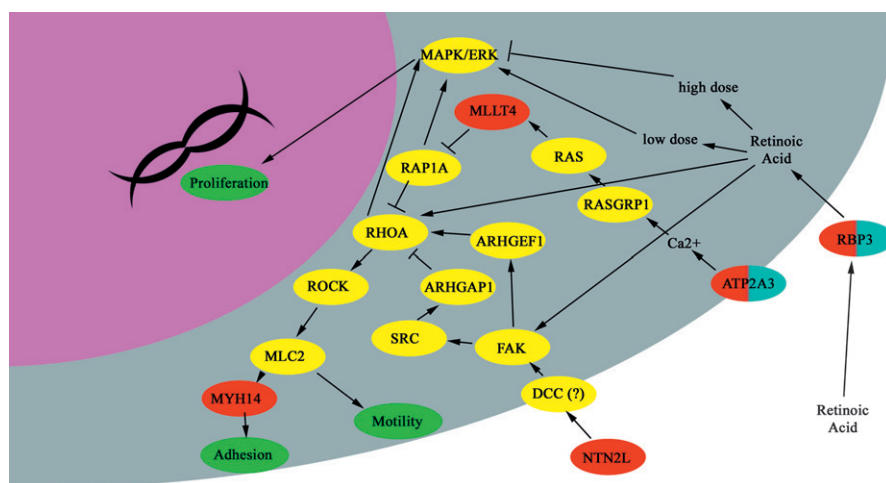 MAPK/ERK
high dose
MLLT4
low dose
Retinoic
Acid
RAP1A
RAS
Proliferation
RASGRP1
RHOA
ARHGEF1
RBP3
Ca2+
ROCK
ARHGAP1
ATP2A3
SRC
FAK
MLC2
DCC (?)
MYH14
Retinoic
Acid
Motility
Adhesion
NTN2L